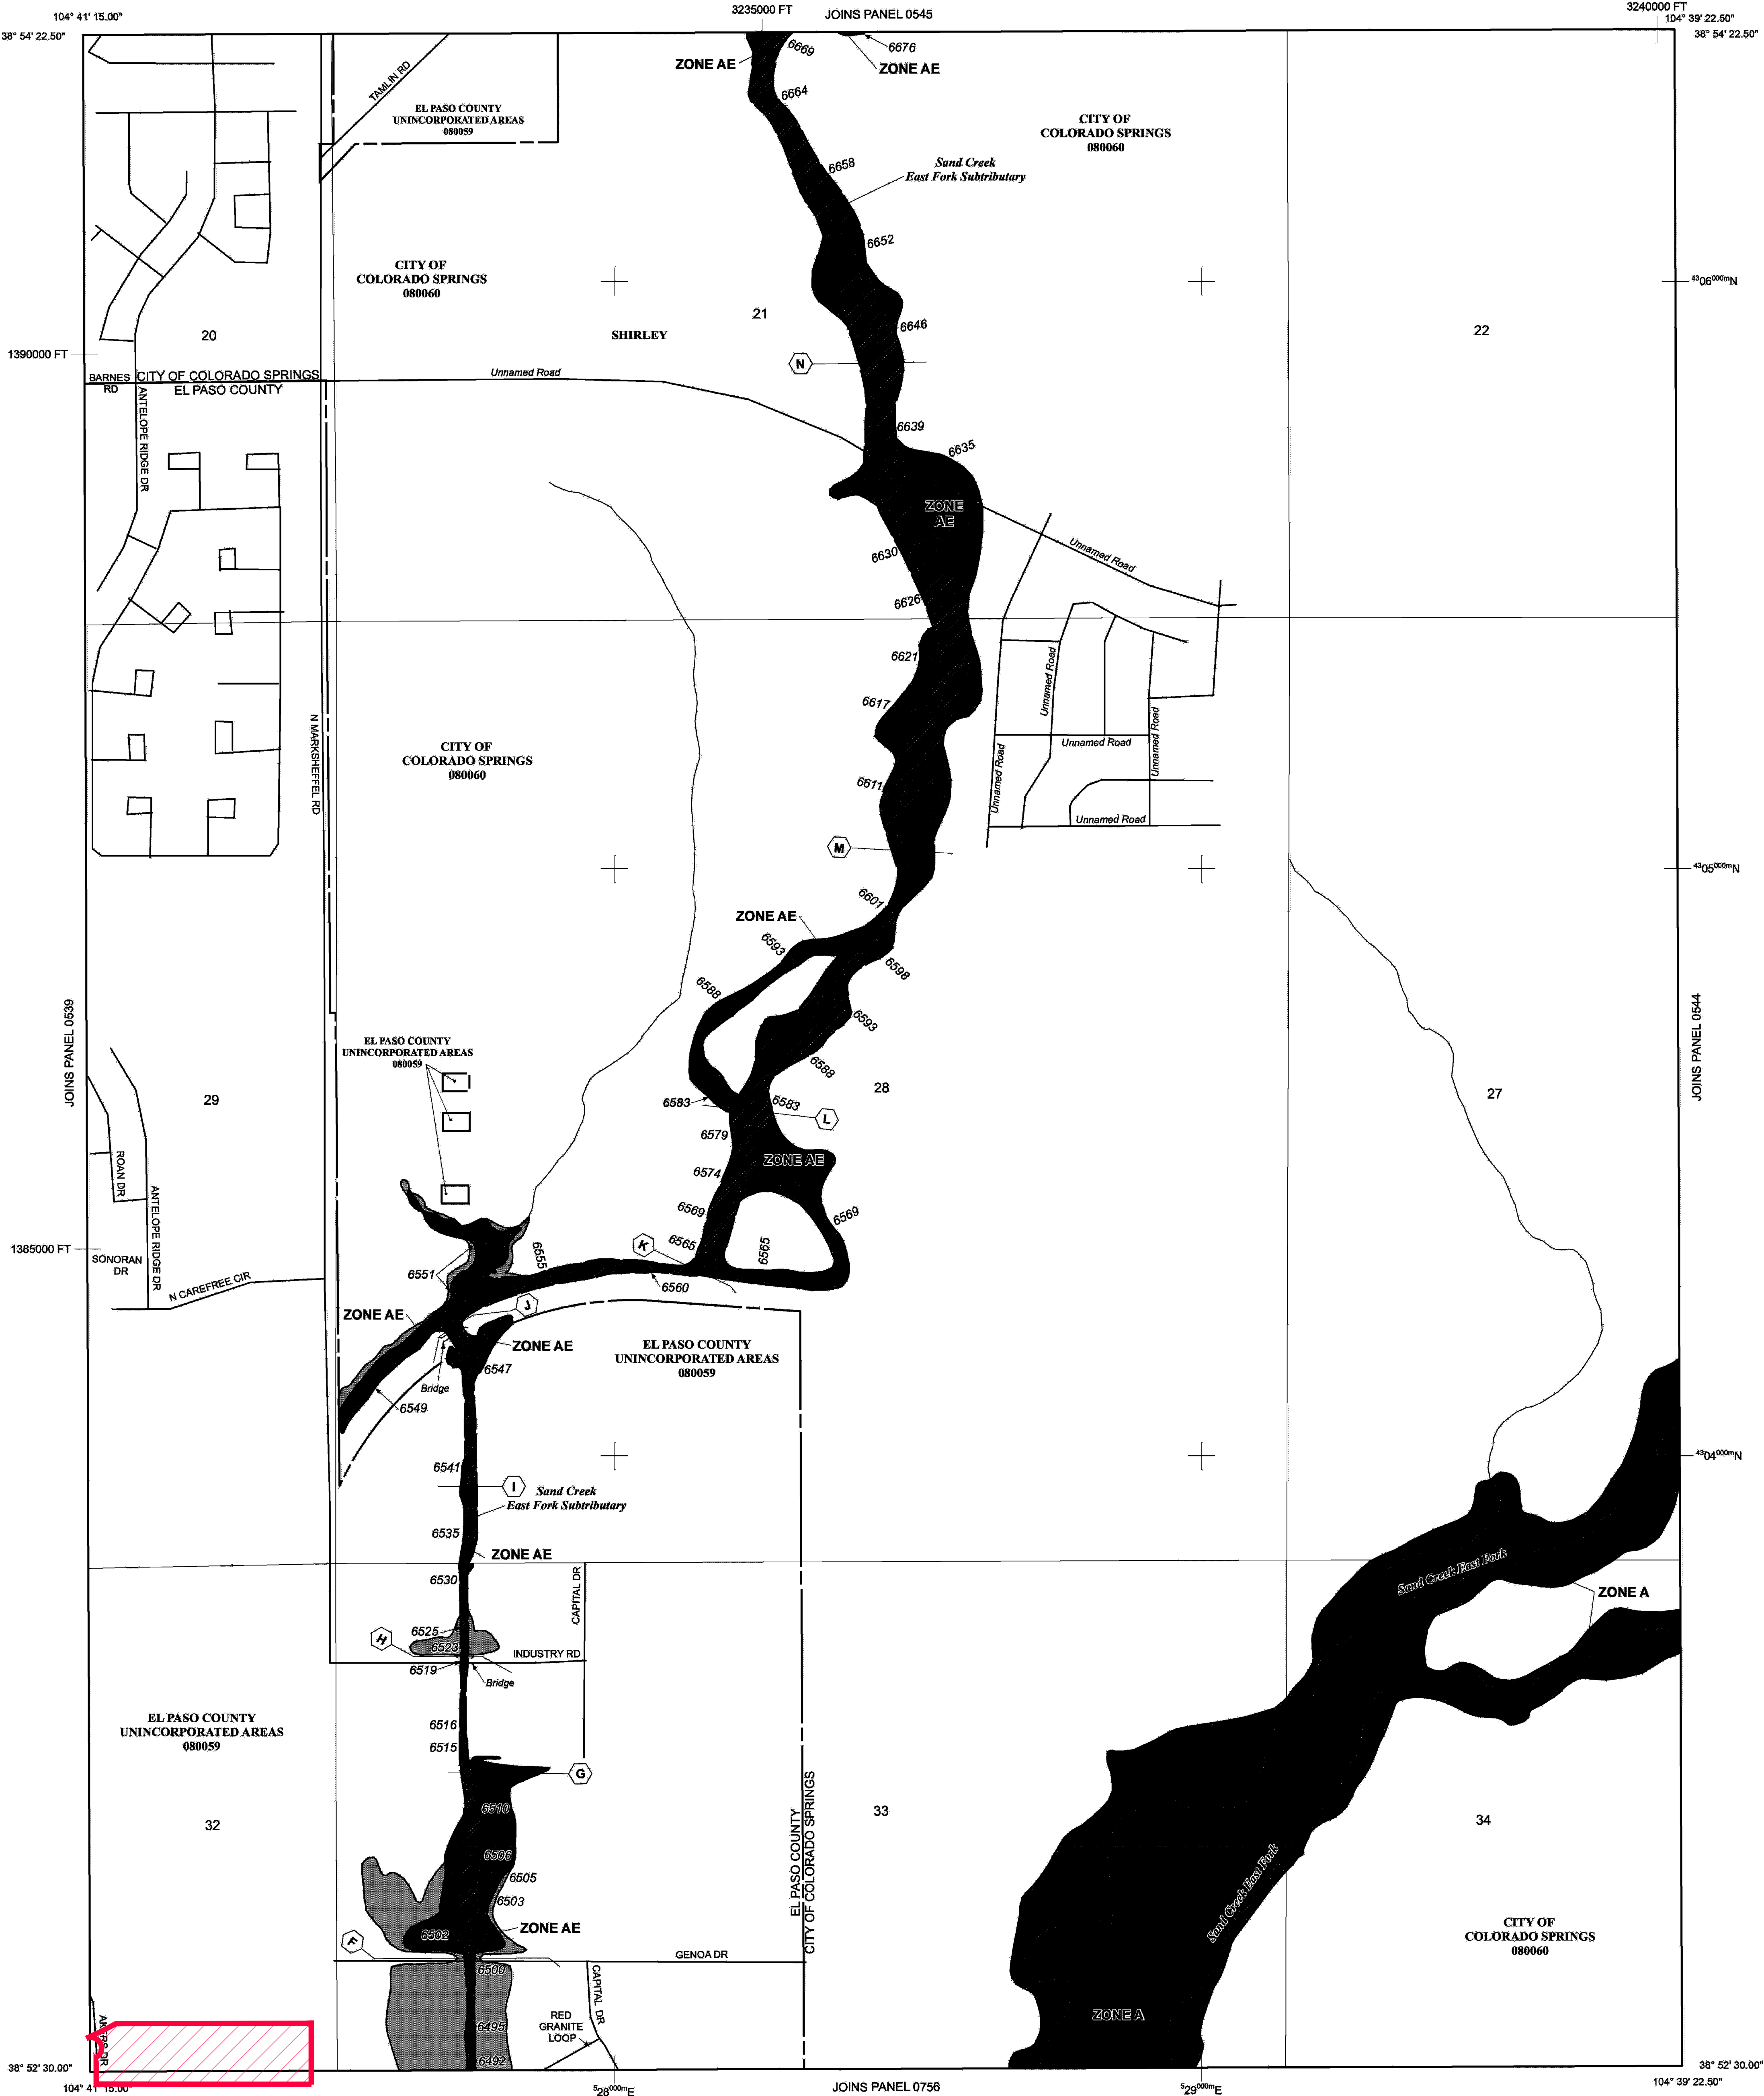 104° 41' 15.00"
3235000 FT
JOINS PANEL 0545
3240000 FT
104° 39' 22.50"
38° 54' 22.50"
38° 54' 22.50"
TAMLIN RD
ZONE AE
6669
6676
ZONE AE
6664
EL PASO COUNTY
UNINCORPORATED AREAS
080059
CITY OF
COLORADO SPRINGS
080060
6658
Sand Creek
East Fork Subtributary
6652
CITY OF
COLORADO SPRINGS
080060
4306000mN
21
20
SHIRLEY
6646
22
1390000 FT
N
BARNES
RD
CITY OF COLORADO SPRINGS
EL PASO COUNTY
Unnamed Road
ANTELOPE RIDGE DR
6639
6635
ZONE
AE
6630
Unnamed Road
6626
6621
Unnamed Road
6617
N MARKSHEFFEL RD
CITY OF
COLORADO SPRINGS
080060
Unnamed Road
Unnamed Road
Unnamed Road
6611
Unnamed Road
M
4305000mN
6601
ZONE AE
6593
6598
6588
JOINS PANEL 0539
JOINS PANEL 0544
6593
EL PASO COUNTY
UNINCORPORATED AREAS
080059
6588
28
29
27
6583
6583
L
6579
ROAN DR
ZONE AE
6574
ANTELOPE RIDGE DR
6569
6569
1385000 FT
6555
K
6565
6565
SONORAN
DR
N CAREFREE CIR
6551
6560
J
ZONE AE
ZONE AE
EL PASO COUNTY
UNINCORPORATED AREAS
080059
6547
Bridge
6549
4304000mN
6541
I
Sand Creek
East Fork Subtributary
6535
ZONE AE
Sand Creek East Fork
6530
CAPITAL DR
ZONE A
6525
H
6523
INDUSTRY RD
6519
Bridge
EL PASO COUNTY
UNINCORPORATED AREAS
080059
6516
6515
G
6510
EL PASO COUNTY
CITY OF COLORADO SPRINGS
33
34
32
6506
6505
Sand Creek East Fork
6503
ZONE AE
6502
F
CITY OF
COLORADO SPRINGS
080060
GENOA DR
6500
CAPITAL DR
RED
GRANITE
LOOP
ZONE A
AKERS DR
6495
6492
38° 52' 30.00"
38° 52' 30.00"
104° 41' 15.00"
528000mE
JOINS PANEL 0756
529000mE
104° 39' 22.50"